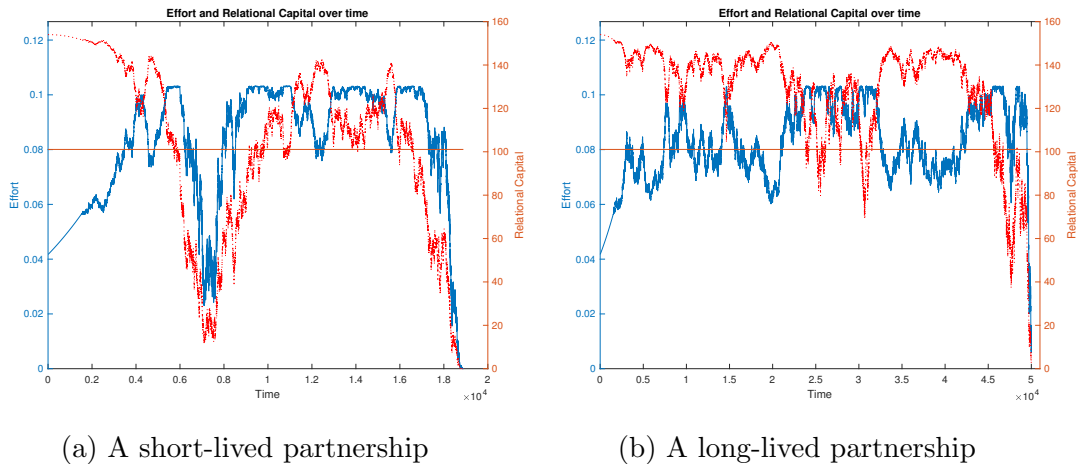 Effort and Relational Capital over time
0.12
0.1
0.08
0.06
0.04
0.02
0
Effort
160
140
120
100
80
60
40
20
0
Relational Capital
0 0.2 0.4 0.6 0.8 1 1.2 1.4 1.6 1.8 2
Time
×10⁴
(a) A short-lived partnership
Effort and Relational Capital over time
0.12
0.1
0.08
0.06
0.04
0.02
0
Effort
160
140
120
100
80
60
40
20
0
Relational Capital
0 0.5 1 1.5 2 2.5 3 3.5 4 4.5 5
Time
×10⁴
(b) A long-lived partnership